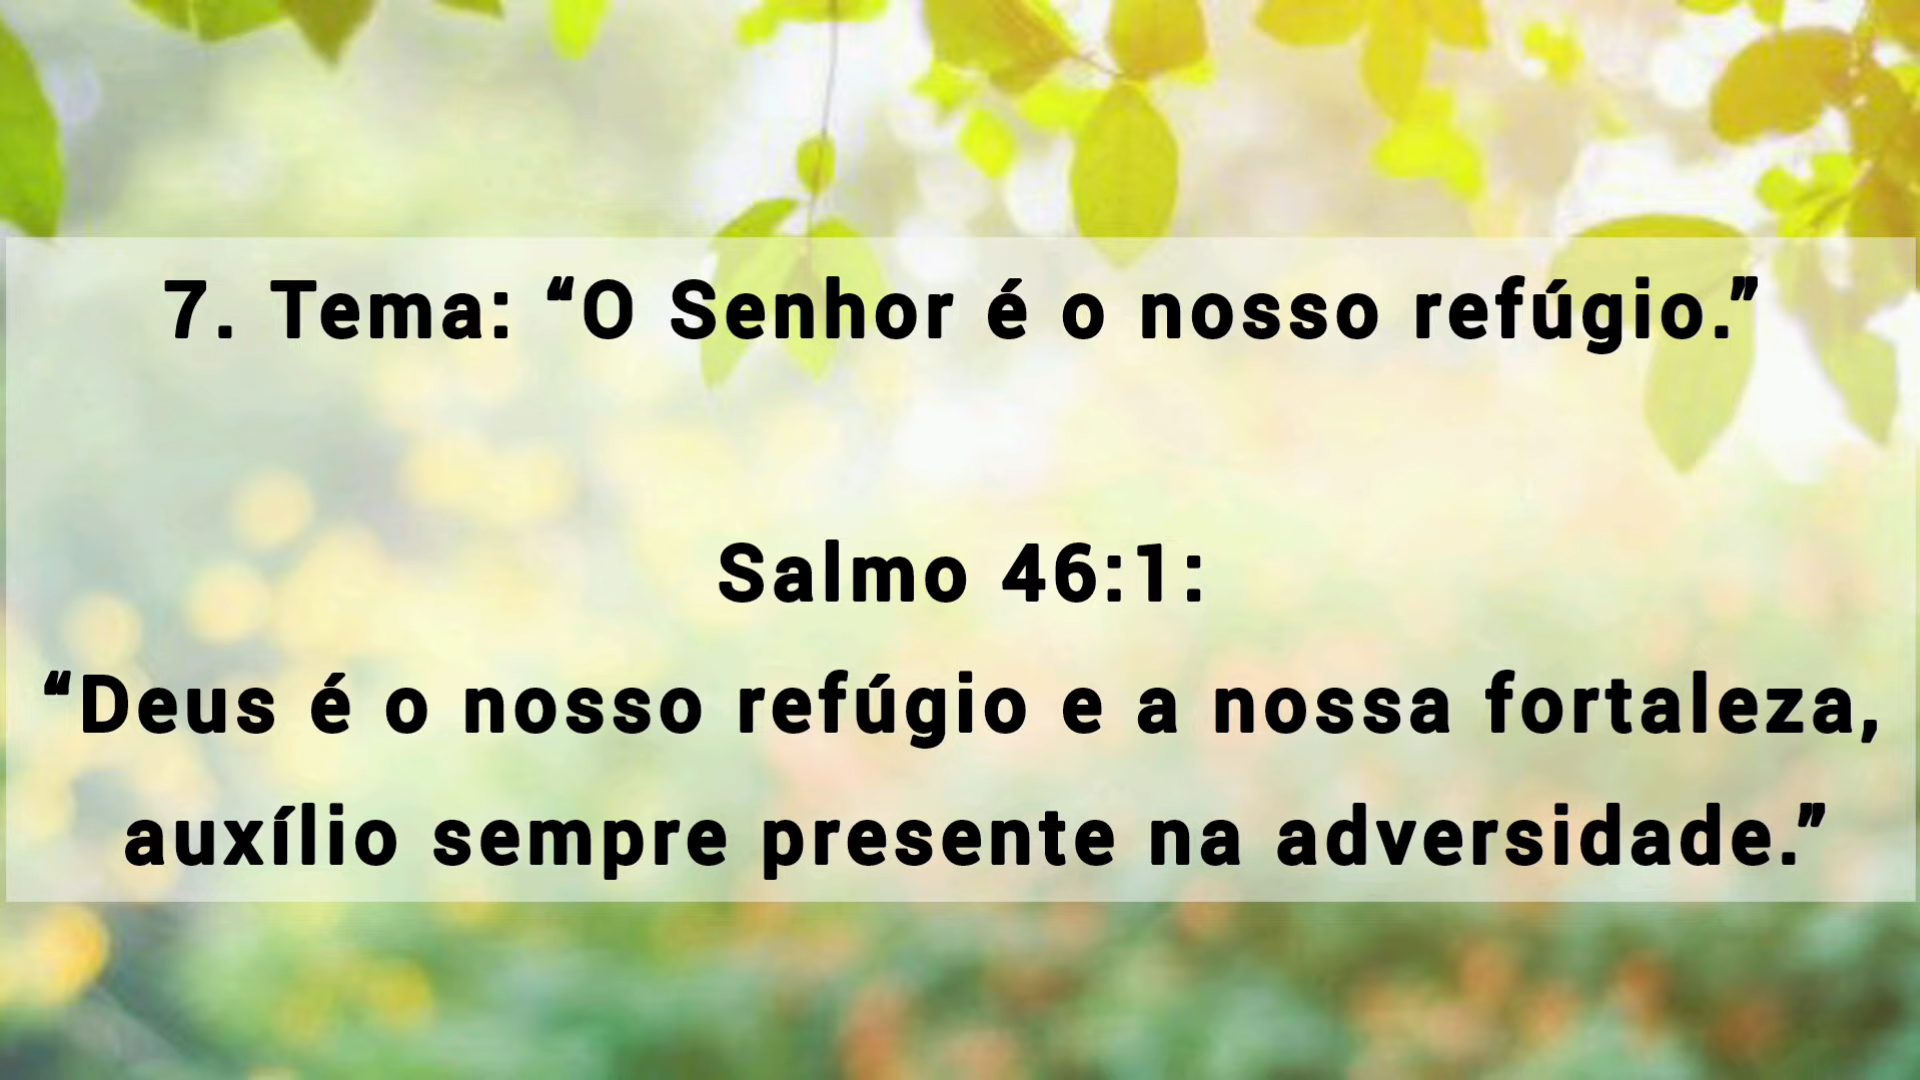 7. Tema: “O Senhor é o nosso refúgio.”
Salmo 46:1:
“Deus é o nosso refúgio e a nossa fortaleza,
auxílio sempre presente na adversidade.”